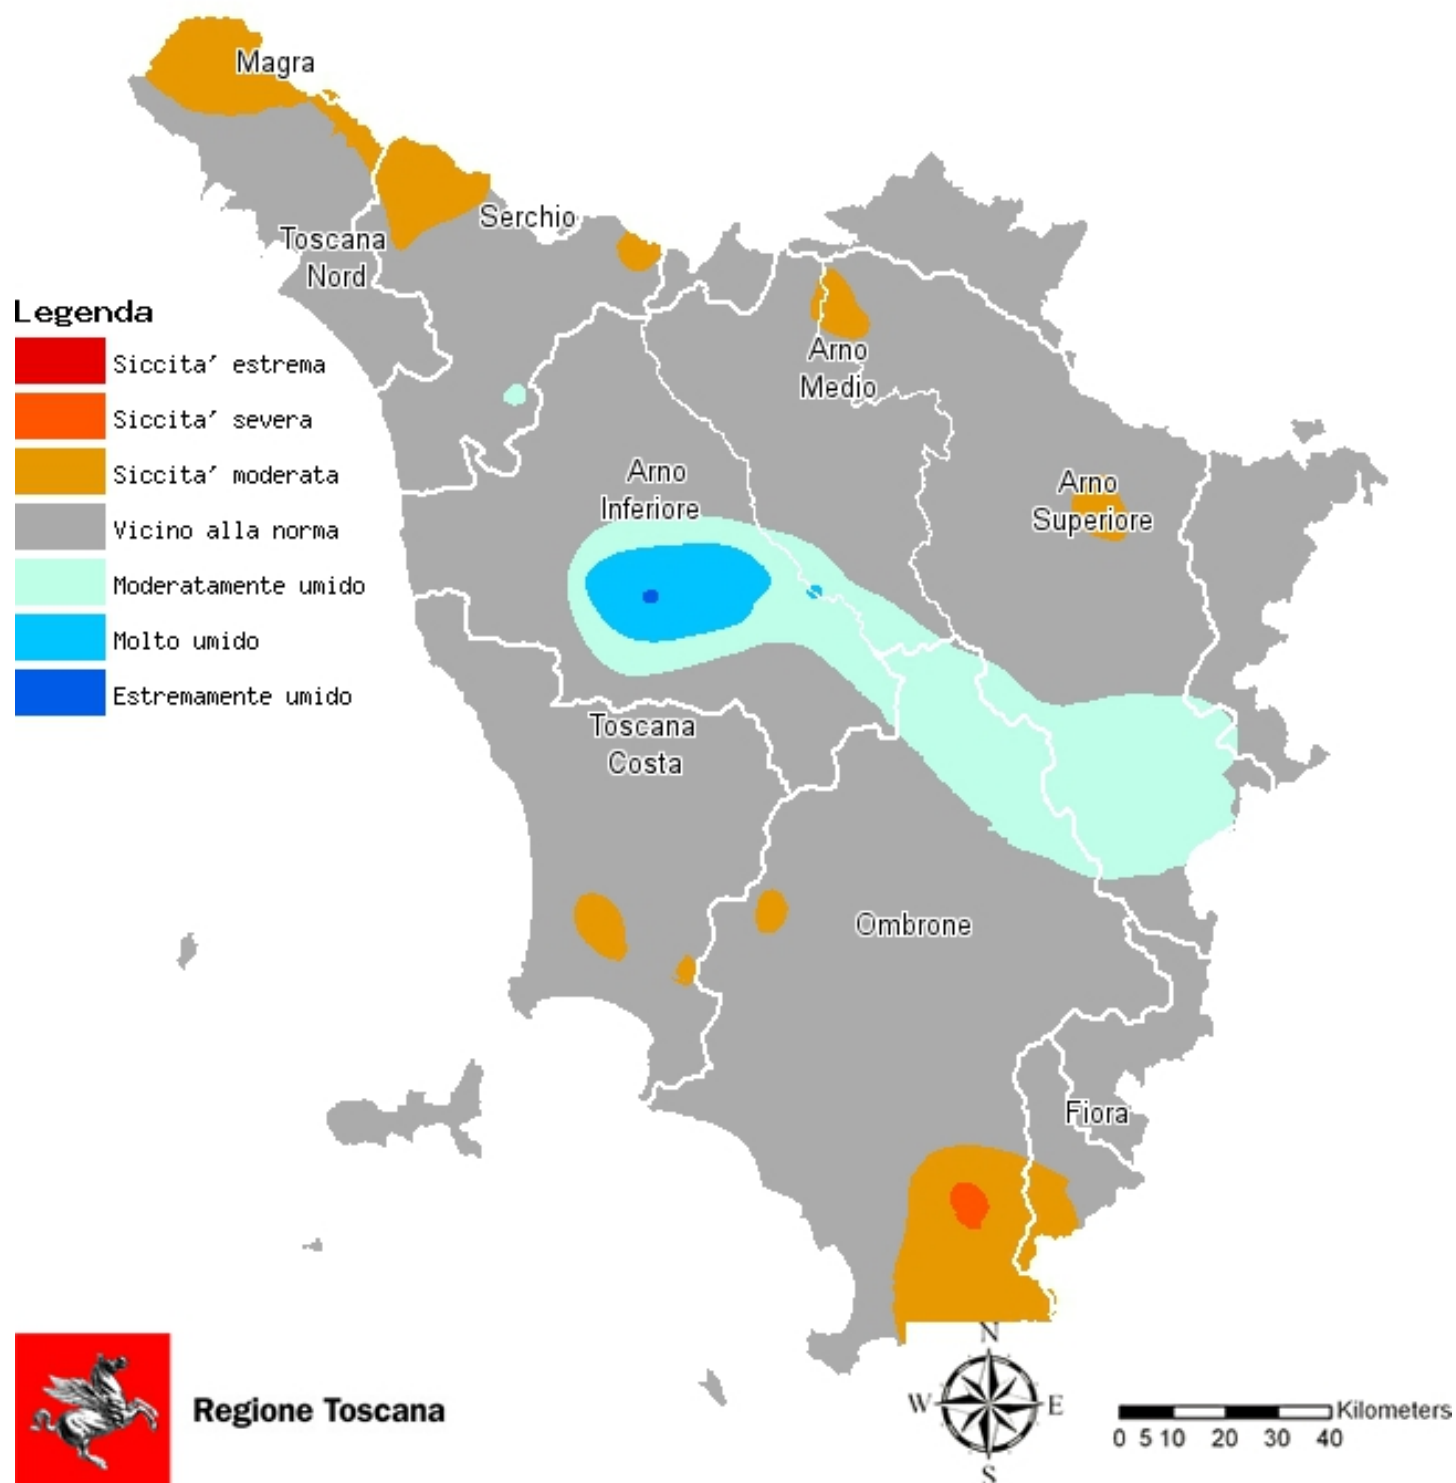 Magra
Serchio
Toscana
Nord
Legenda
Siccita' estrema
Siccita' severa
Siccita' moderata
Vicino alla norma
Moderatamente umido
Molto umido
Estremamente umido
Arno
Medio
Arno
Inferiore
Arno
Superiore
Toscana
Costa
Ombrone
Fiora
Regione Toscana
N
W
E
S
Kilometers
0 5 10 20 30 40